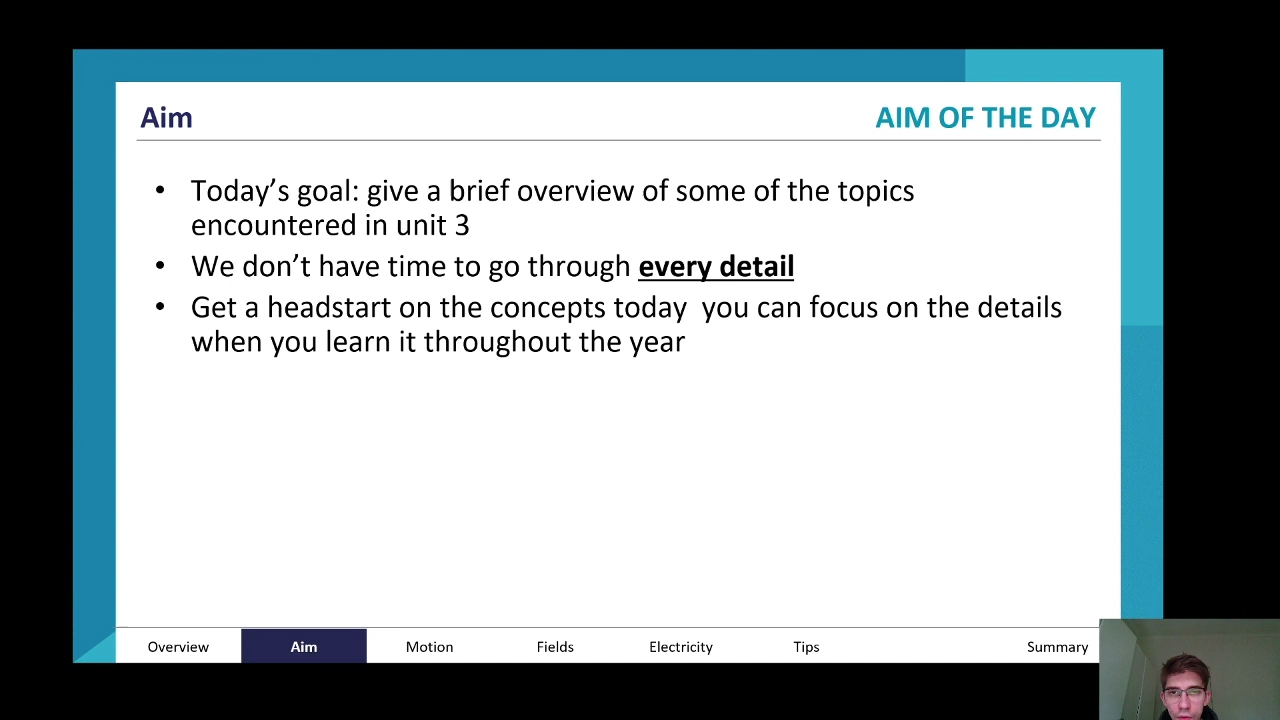 Aim
AIM OF THE DAY
• Today’s goal: give a brief overview of some of the topics
encountered in unit 3
• We don’t have time to go through every detail
• Get a headstart on the concepts today  you can focus on the details
when you learn it throughout the year
Overview
Aim
Motion
Fields
Electricity
Tips
Summary